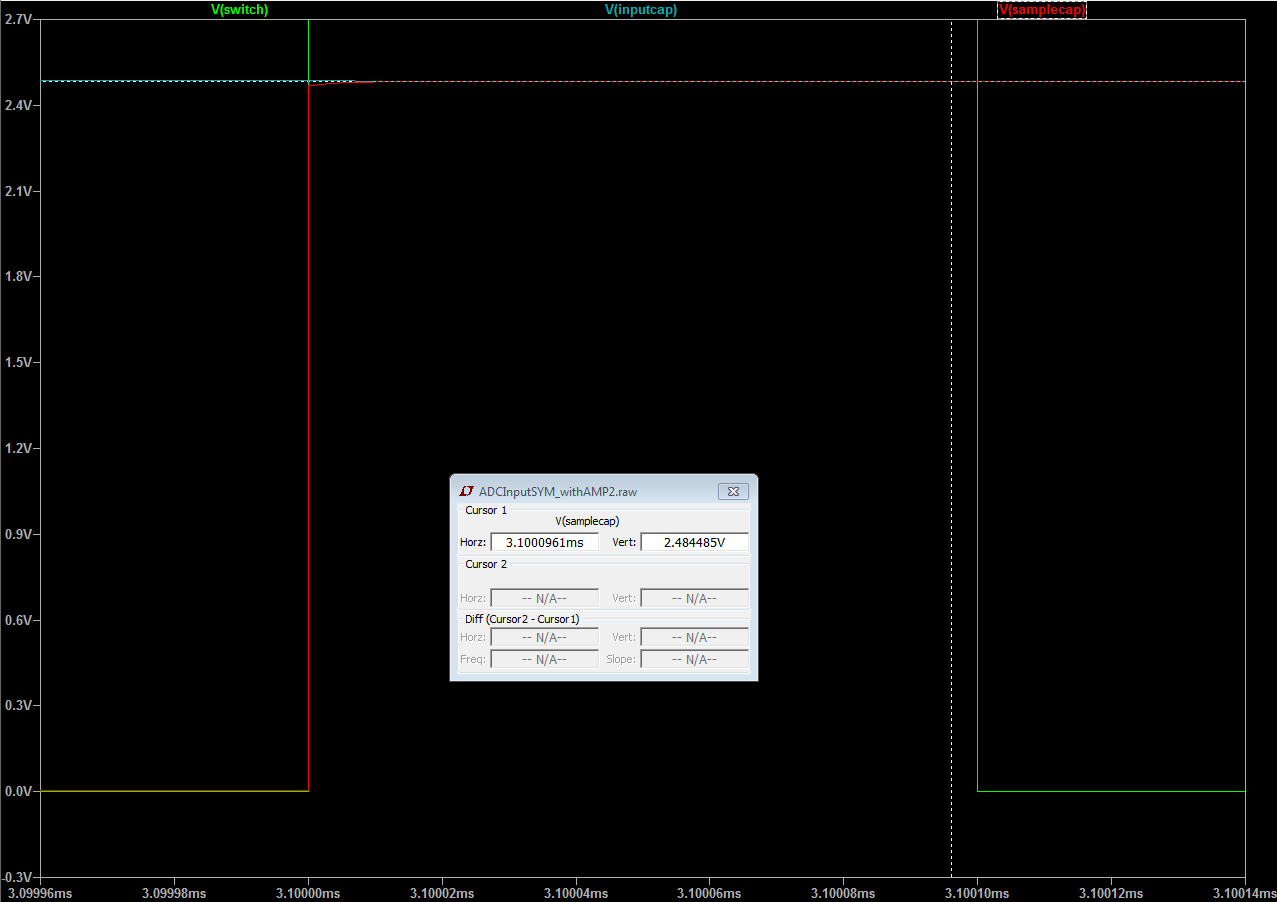 V(switch) V(inputcap) V(samplecap)
2.7V
2.4V
2.1V
1.8V
1.5V
1.2V
0.9V
0.6V
0.3V
0.0V
-0.3V
ADCInputSYM_withAMP2.raw
Cursor 1
V(samplecap)
Horz: 3.1000961ms Vert: 2.484485V
Cursor 2
Horz: -- N/A-- Vert: -- N/A--
Diff (Cursor2 - Cursor1)
Horz: -- N/A-- Vert: -- N/A--
Freq: -- N/A-- Slope: -- N/A--
3.09996ms 3.09998ms 3.10000ms 3.10002ms 3.10004ms 3.10006ms 3.10008ms 3.10010ms 3.10012ms 3.10014ms